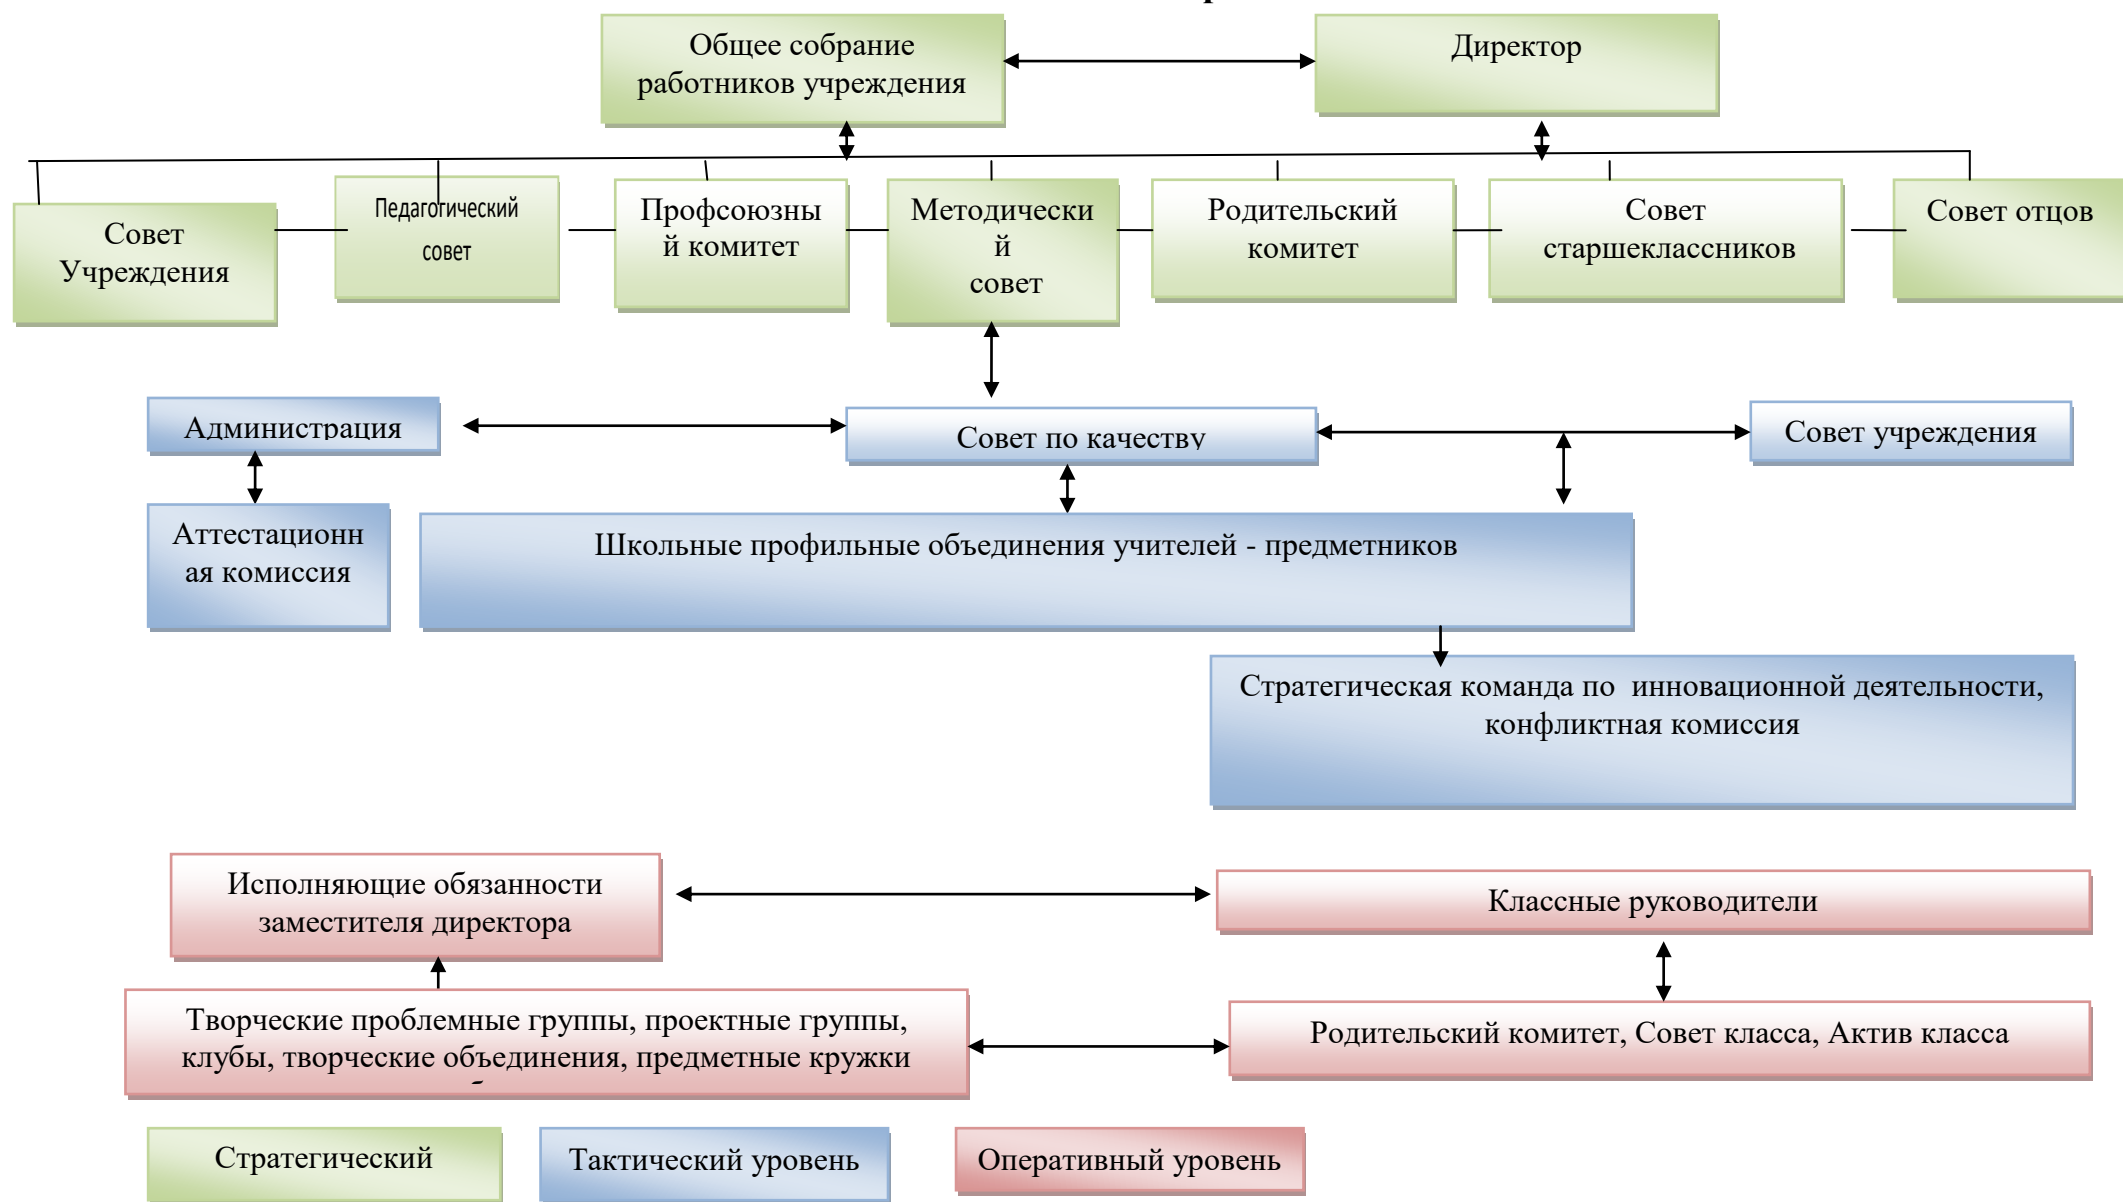 Общее собрание
работников учреждения
Директор
Совет
Учреждения
Педагогический
совет
Профсоюзны
й комитет
Методически
й
совет
Родительский
комитет
Совет
старшеклассников
Совет отцов
Администрация
Совет по качеству
Совет учреждения
Аттестационн
ая комиссия
Школьные профильные объединения учителей - предметников
Стратегическая команда по инновационной деятельности,
конфликтная комиссия
Исполняющие обязанности
заместителя директора
Классные руководители
Творческие проблемные группы, проектные группы,
клубы, творческие объединения, предметные кружки
Родительский комитет, Совет класса, Актив класса
Стратегический
Тактический уровень
Оперативный уровень